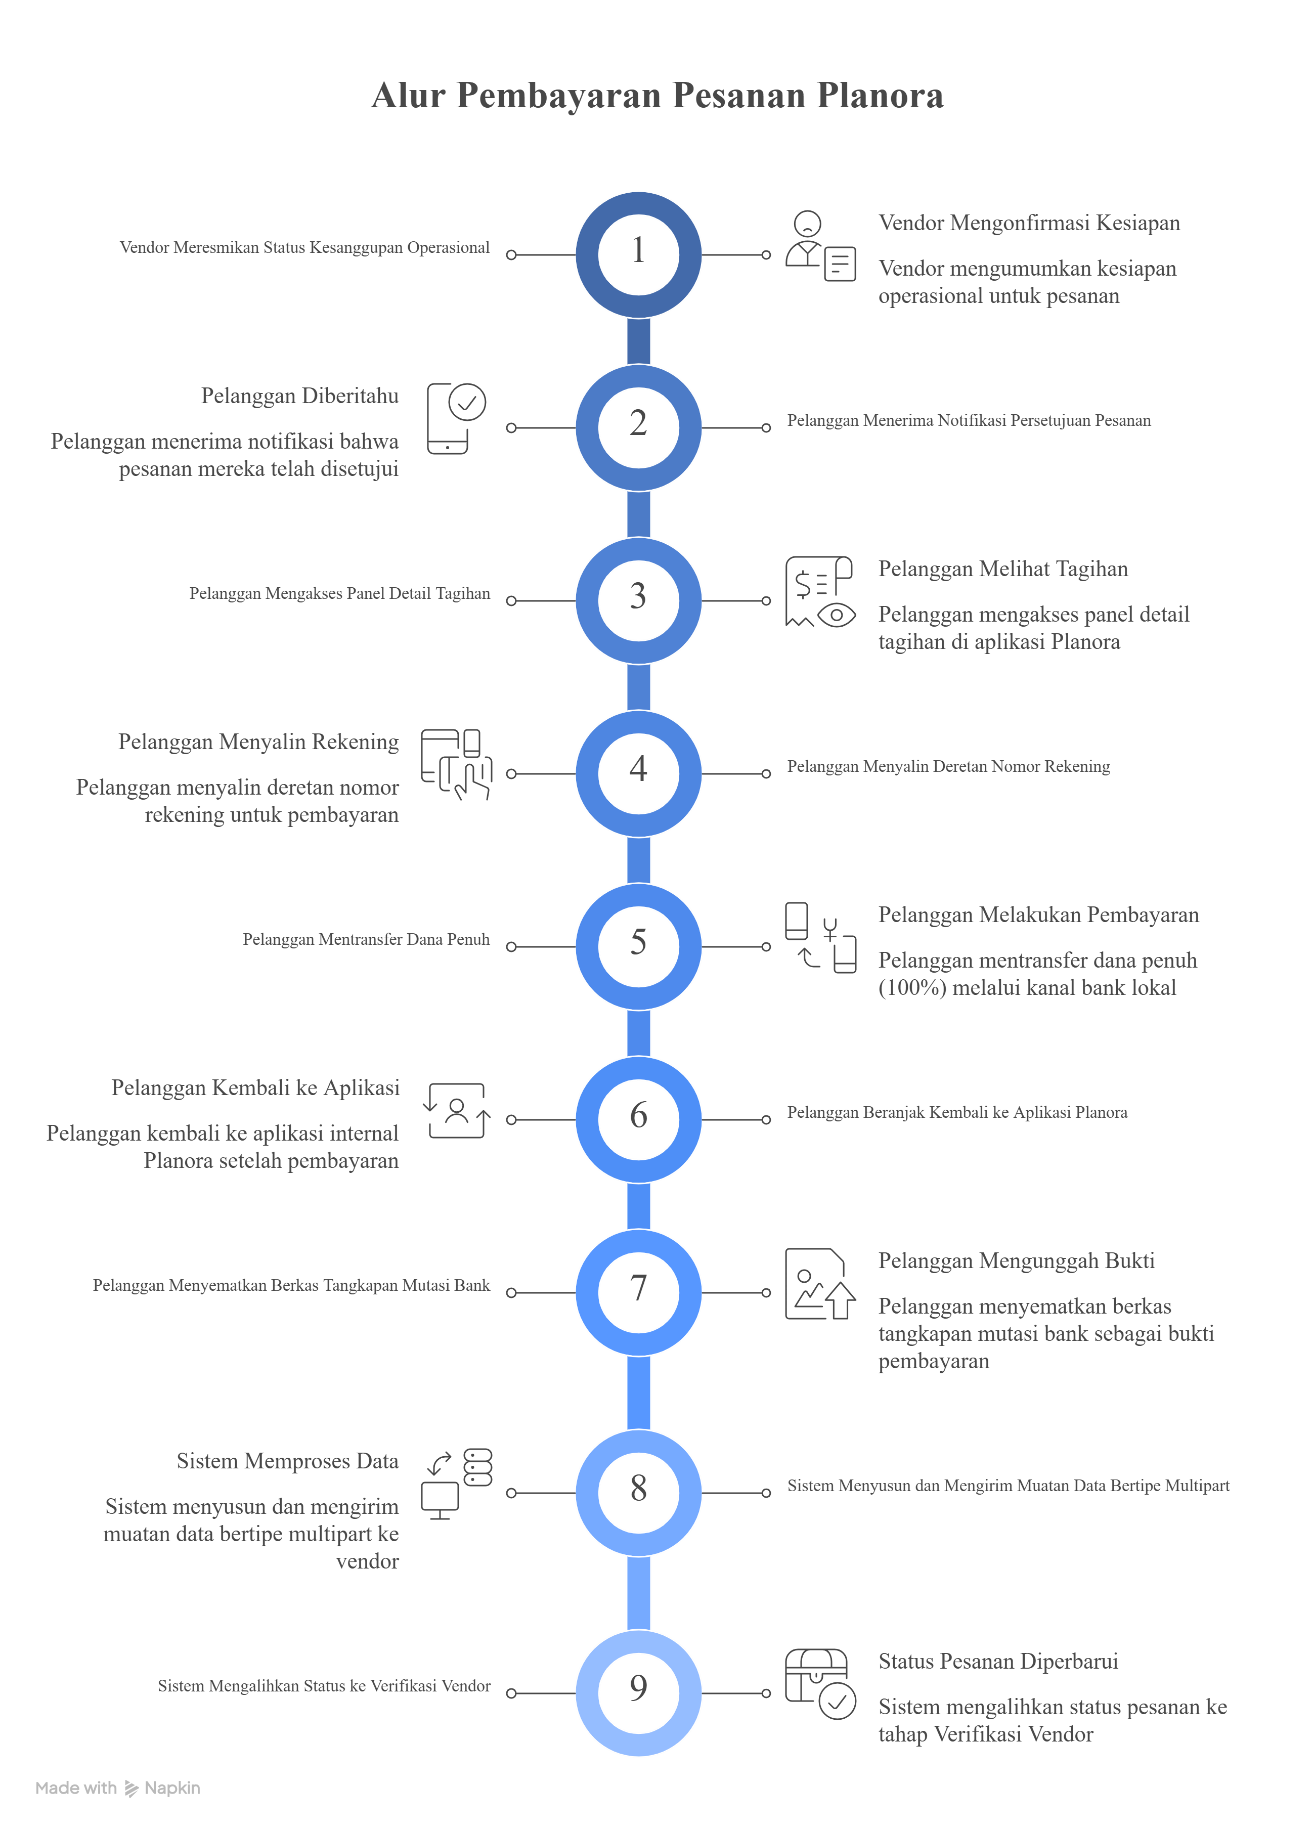 Alur Pembayaran Pesanan Planora
Vendor Meresmikan Status Kesanggupan Operasional
1
Vendor Mengonfirmasi Kesiapan
Vendor mengumumkan kesiapan
operasional untuk pesanan
Pelanggan Diberitahu
Pelanggan menerima notifikasi bahwa
pesanan mereka telah disetujui
2
Pelanggan Menerima Notifikasi Persetujuan Pesanan
Pelanggan Mengakses Panel Detail Tagihan
3
$
Pelanggan Melihat Tagihan
Pelanggan mengakses panel detail
tagihan di aplikasi Planora
Pelanggan Menyalin Rekening
Pelanggan menyalin deretan nomor
rekening untuk pembayaran
4
Pelanggan Menyalin Deretan Nomor Rekening
Pelanggan Mentransfer Dana Penuh
5
Pelanggan Melakukan Pembayaran
Pelanggan mentransfer dana penuh
(100%) melalui kanal bank lokal
Pelanggan Kembali ke Aplikasi
Pelanggan kembali ke aplikasi internal
Planora setelah pembayaran
6
Pelanggan Beranjak Kembali ke Aplikasi Planora
Pelanggan Menyematkan Berkas Tangkapan Mutasi Bank
7
Pelanggan Mengunggah Bukti
Pelanggan menyematkan berkas
tangkapan mutasi bank sebagai bukti
pembayaran
Sistem Memproses Data
Sistem menyusun dan mengirim
muatan data bertipe multipart ke
vendor
8
Sistem Menyusun dan Mengirim Muatan Data Bertipe Multipart
Sistem Mengalihkan Status ke Verifikasi Vendor
9
Status Pesanan Diperbarui
Sistem mengalihkan status pesanan ke
tahap Verifikasi Vendor
Made with Napkin